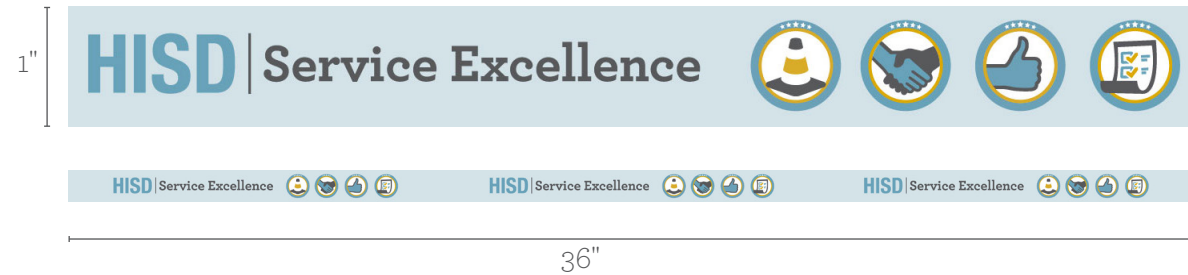 1"
HISD Service Excellence
HISD Service Excellence HISD Service Excellence HISD Service Excellence
36"